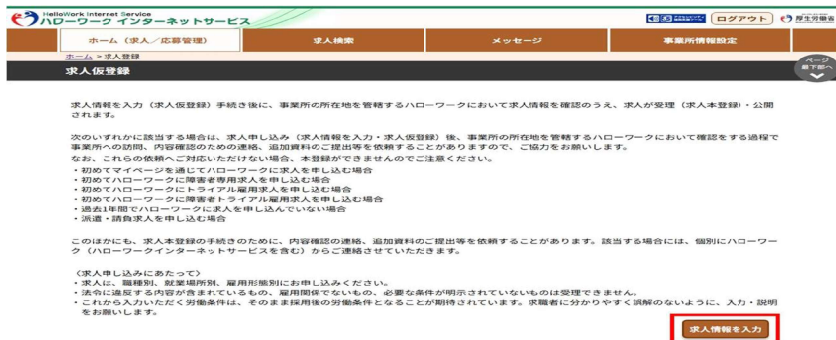 HelloWork Internet Service
ハローワーク インターネットサービス
ログアウト
厚生労働省
ホーム（求人／応募管理）
求人検索
メッセージ
事業所情報設定
ホーム > 求人登録
求人仮登録
ページ
最下部へ
求人情報を入力（求人仮登録）手続き後に、事業所の所在地を管轄するハローワークにおいて求人情報を確認のうえ、求人が受理（求人本登録）・公開
されます。
次のいずれかに該当する場合は、求人申し込み（求人情報を入力・求人仮登録）後、事業所の所在地を管轄するハローワークにおいて確認をする過程で
事業所への訪問、内容確認のための連絡、追加資料のご提出等を依頼することがありますので、ご協力をお願いします。
なお、これらの依頼へご対応いただけない場合、本登録ができませんのでご注意ください。
・初めてマイページを通じてハローワークに求人を申し込む場合
・初めてハローワークに障害者専用求人を申し込む場合
・初めてハローワークにトライアル雇用求人を申し込む場合
・初めてハローワークに障害者トライアル雇用求人を申し込む場合
・過去1年間でハローワークに求人を申し込んでいない場合
・派遣・請負求人を申し込む場合
このほかにも、求人本登録の手続きのために、内容確認の連絡、追加資料のご提出等を依頼することがあります。該当する場合には、個別にハローワー
ク（ハローワークインターネットサービスを含む）からご連絡させていただきます。
〈求人申し込みにあたって〉
・求人は、職種別、就業場所別、雇用形態別にお申し込みください。
・法令に違反する内容が含まれているもの、雇用関係でないもの、必要な条件が明示されていないものは受理できません。
・これから入力いただく労働条件は、そのまま採用後の労働条件となることが期待されています。求職者に分かりやすく誤解のないように、入力・説明
をお願いします。
求人情報を入力